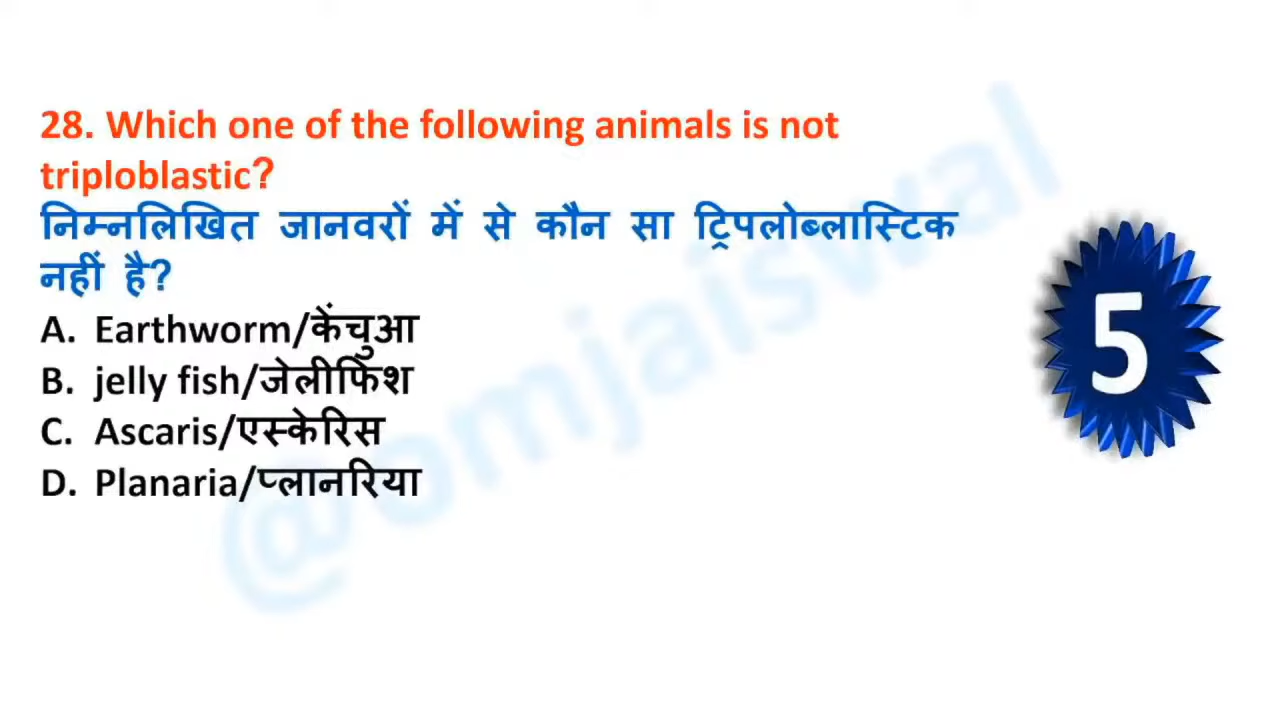 28. Which one of the following animals is not
triploblastic?
निम्नलिखित जानवरों में से कौन सा ट्रिपलोब्लास्टिक
नहीं है?
A. Earthworm/केंचुआ
B. jelly fish/जेलीफिश
C. Ascaris/एस्केरिस
D. Planaria/प्लानरिया
5
@omjaiswal